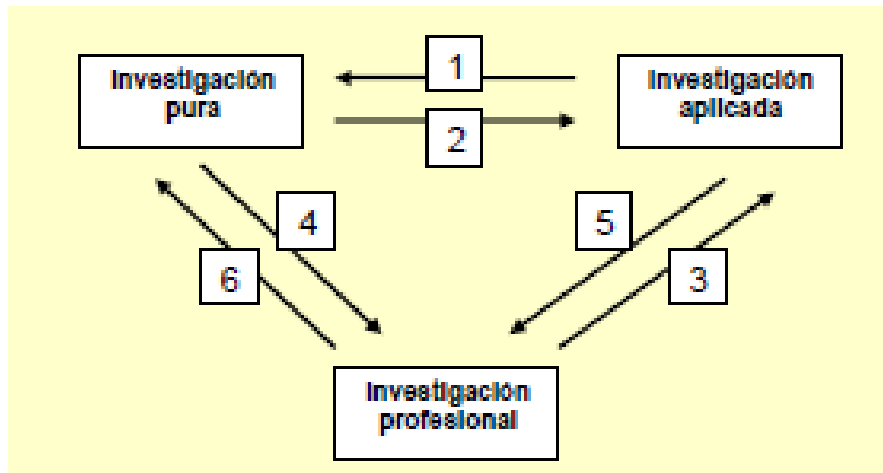 1
Investigación
pura
Investigación
aplicada
2
4
5
6
3
Investigación
profesional